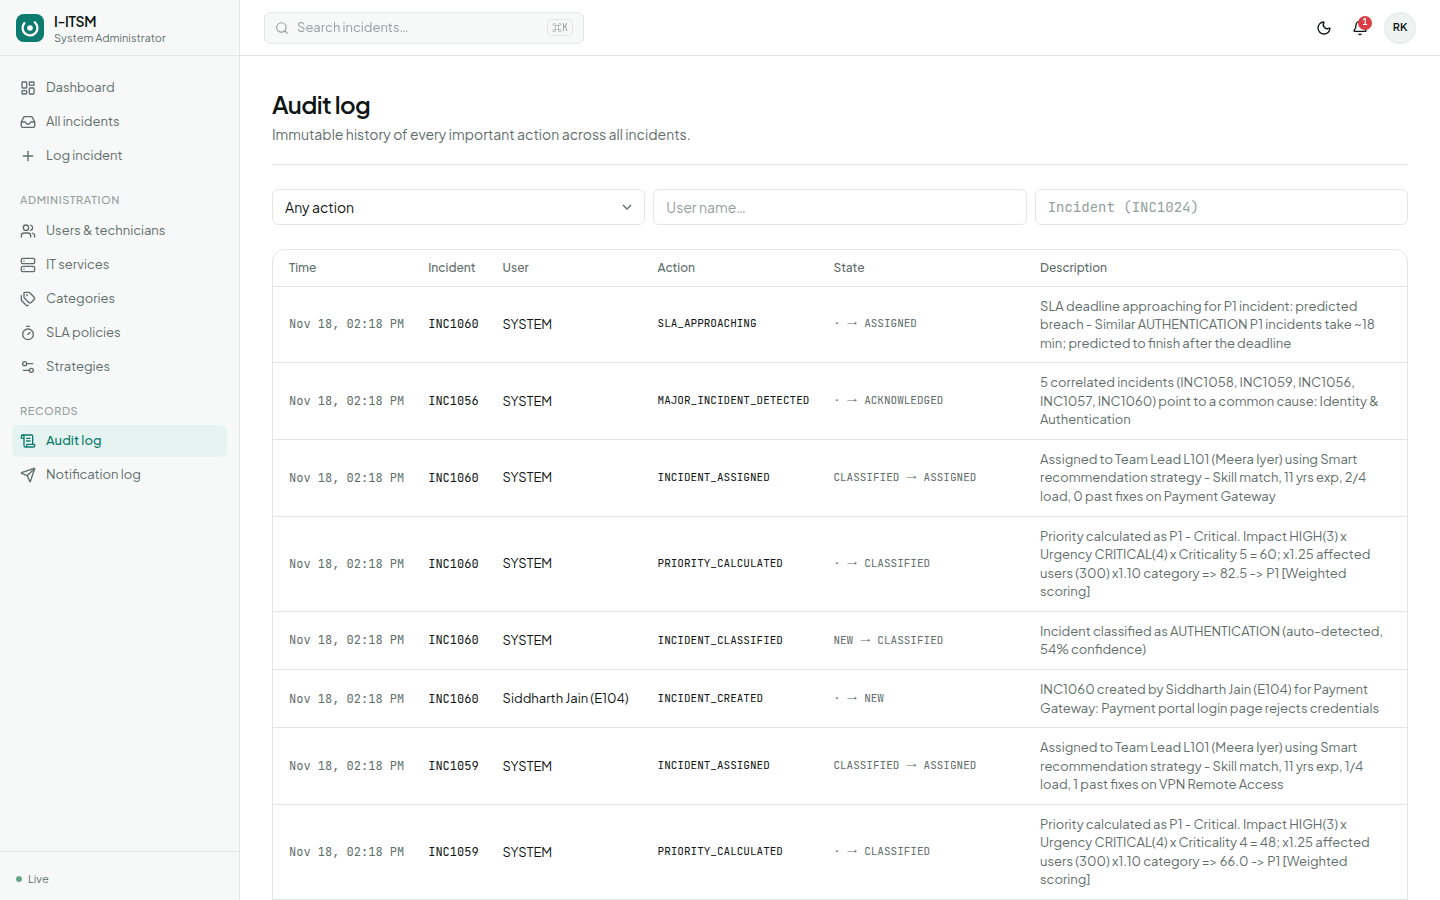 I-ITSM
System Administrator
Search incidents...
⌘K
1
RK
Dashboard
All incidents
Log incident
ADMINISTRATION
Users & technicians
IT services
Categories
SLA policies
Strategies
RECORDS
Audit log
Notification log
Live
Audit log
Immutable history of every important action across all incidents.
Any action
User name...
Incident (INC1024)
Time Incident User Action State Description
Nov 18, 02:18 PM INC1060 SYSTEM SLA_APPROACHING · → ASSIGNED
SLA deadline approaching for P1 incident: predicted
breach - Similar AUTHENTICATION P1 incidents take ~18
min; predicted to finish after the deadline
Nov 18, 02:18 PM INC1056 SYSTEM MAJOR_INCIDENT_DETECTED · → ACKNOWLEDGED
5 correlated incidents (INC1058, INC1059, INC1056,
INC1057, INC1060) point to a common cause: Identity &
Authentication
Nov 18, 02:18 PM INC1060 SYSTEM INCIDENT_ASSIGNED CLASSIFIED → ASSIGNED
Assigned to Team Lead L101 (Meera Iyer) using Smart
recommendation strategy - Skill match, 11 yrs exp, 2/4
load, 0 past fixes on Payment Gateway
Nov 18, 02:18 PM INC1060 SYSTEM PRIORITY_CALCULATED · → CLASSIFIED
Priority calculated as P1 - Critical. Impact HIGH(3) x
Urgency CRITICAL(4) x Criticality 5 = 60; x1.25 affected
users (300) x1.10 category => 82.5 -> P1 [Weighted
scoring]
Nov 18, 02:18 PM INC1060 SYSTEM INCIDENT_CLASSIFIED NEW → CLASSIFIED
Incident classified as AUTHENTICATION (auto-detected,
54% confidence)
Nov 18, 02:18 PM INC1060 Siddharth Jain (E104) INCIDENT_CREATED · → NEW
INC1060 created by Siddharth Jain (E104) for Payment
Gateway: Payment portal login page rejects credentials
Nov 18, 02:18 PM INC1059 SYSTEM INCIDENT_ASSIGNED CLASSIFIED → ASSIGNED
Assigned to Team Lead L101 (Meera Iyer) using Smart
recommendation strategy - Skill match, 11 yrs exp, 1/4
load, 1 past fixes on VPN Remote Access
Nov 18, 02:18 PM INC1059 SYSTEM PRIORITY_CALCULATED · → CLASSIFIED
Priority calculated as P1 - Critical. Impact HIGH(3) x
Urgency CRITICAL(4) x Criticality 4 = 48; x1.25 affected
users (300) x1.10 category => 66.0 -> P1 [Weighted
scoring]